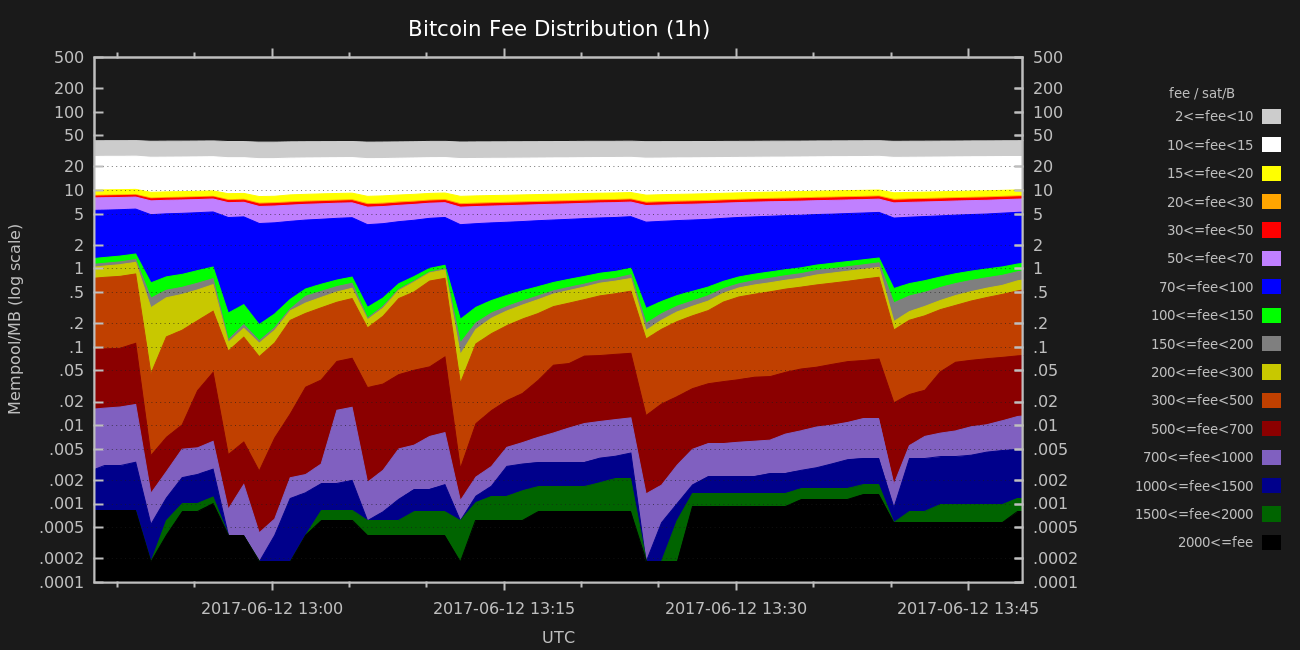 Bitcoin Fee Distribution (1h)
Mempool/MB (log scale)
500
200
100
50
20
10
5
2
1
.5
.2
.1
.05
.02
.01
.005
.002
.001
.0005
.0002
.0001
500
200
100
50
20
10
5
2
1
.5
.2
.1
.05
.02
.01
.005
.002
.001
.0005
.0002
.0001
fee / sat/B
2<=fee<10
10<=fee<15
15<=fee<20
20<=fee<30
30<=fee<50
50<=fee<70
70<=fee<100
100<=fee<150
150<=fee<200
200<=fee<300
300<=fee<500
500<=fee<700
700<=fee<1000
1000<=fee<1500
1500<=fee<2000
2000<=fee
2017-06-12 13:00
2017-06-12 13:15
2017-06-12 13:30
2017-06-12 13:45
UTC